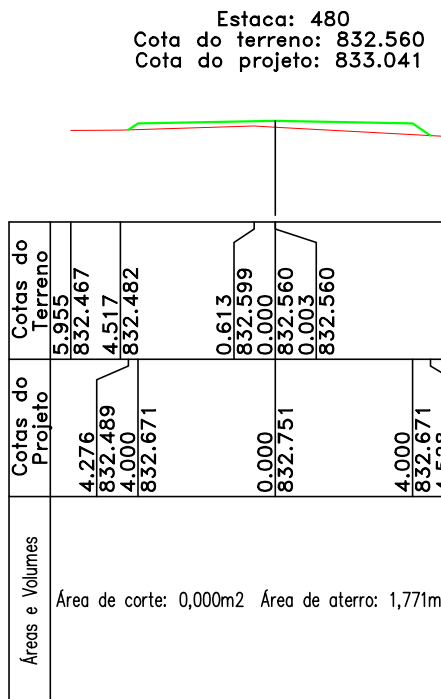 Estaca: 480
Cota do terreno: 832.560
Cota do projeto: 833.041
Cotas do
Terreno
5.955
832.467
4.517
832.482
0.613
832.599
0.000
832.560
0.003
832.560
Cotas do
Projeto
4.276
832.489
4.000
832.671
0.000
832.751
4.000
832.671
Áreas e Volumes
Área de corte: 0,000m2 Área de aterro: 1,771m